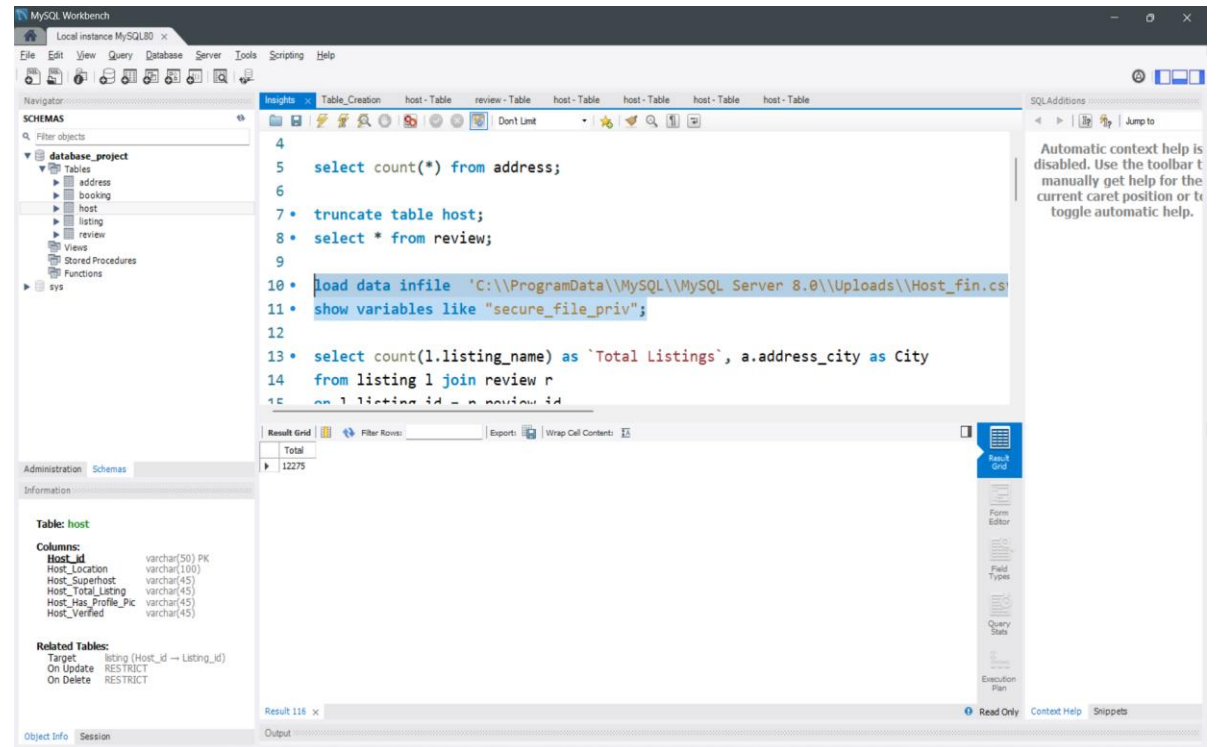 MySQL Workbench
Local instance MySQL80 ×
File Edit View Query Database Server Tools Scripting Help
Navigator
SCHEMAS
Filter objects
database_project
Tables
address
booking
host
listing
review
Views
Stored Procedures
Functions
sys
Administration Schemas
Information
Table: host
Columns:
Host_id varchar(50) PK
Host_Location varchar(100)
Host_Superhost varchar(45)
Host_Total_Listing varchar(45)
Host_Has_Profile_Pic varchar(45)
Host_Verified varchar(45)
Related Tables:
Target listing (Host_id → Listing_id)
On Update RESTRICT
On Delete RESTRICT
Object Info Session
Insights × Table_Creation host - Table review - Table host - Table host - Table host - Table host - Table
Don't Limit
4
5 select count(*) from address;
6
7 truncate table host;
8 select * from review;
9
10 load data infile 'C:\\ProgramData\\MySQL\\MySQL Server 8.0\\Uploads\\Host_fin.cs
11 show variables like "secure_file_priv";
12
13 select count(l.listing_name) as `Total Listings`, a.address_city as City
14 from listing l join review r
15 on l.listing_id = r.review_id
Result Grid Filter Rows: Export: Wrap Cell Content:
Total
12275
Result Grid
Form Editor
Field Types
Query Stats
Execution Plan
Result 116 ×
Read Only
Output
SQLAdditions
Jump to
Automatic context help is
disabled. Use the toolbar t
manually get help for the
current caret position or to
toggle automatic help.
Context Help Snippets